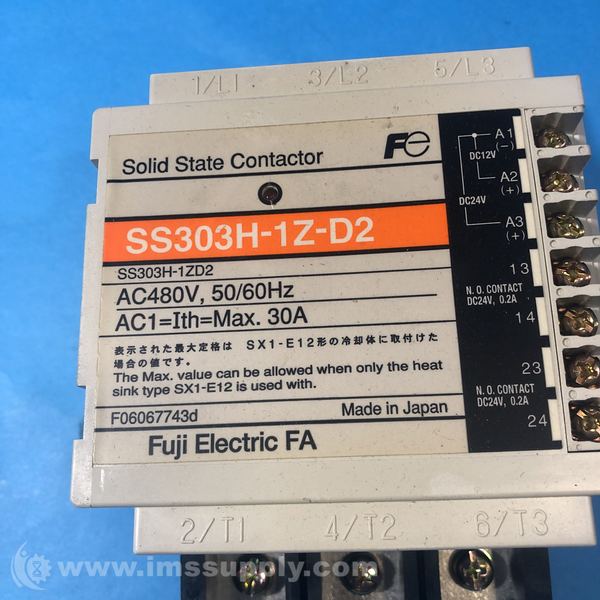 1/L1 3/L2 5/L3
Solid State Contactor
Fe
SS303H-1Z-D2
SS303H-1ZD2
AC480V, 50/60Hz
AC1=Ith=Max. 30A
表示された最大定格は SX1-E12形の冷却体に取付けた
場合の値です。
The Max. value can be allowed when only the heat
sink type SX1-E12 is used with.
F06067743d Made in Japan
Fuji Electric FA
A1
(-)
DC12V
A2
(+)
DC24V
A3
(+)
13
N.O. CONTACT
DC24V, 0.2A
14
23
N.O. CONTACT
DC24V, 0.2A
24
2/T1 4/T2 6/T3
© www.imssupply.com